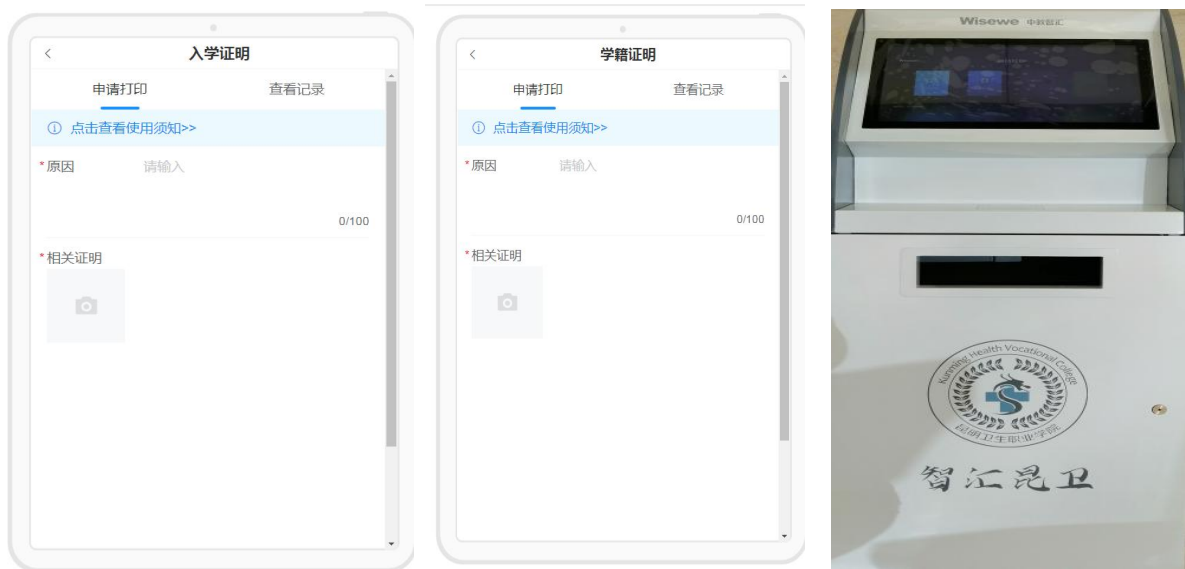 入学证明
申请打印
查看记录
点击查看使用须知>>
*原因
请输入
0/100
*相关证明
学籍证明
申请打印
查看记录
点击查看使用须知>>
*原因
请输入
0/100
*相关证明
Wisewe 中教智汇
Kunming Health Vocational College
昆明卫生职业学院
智汇昆卫